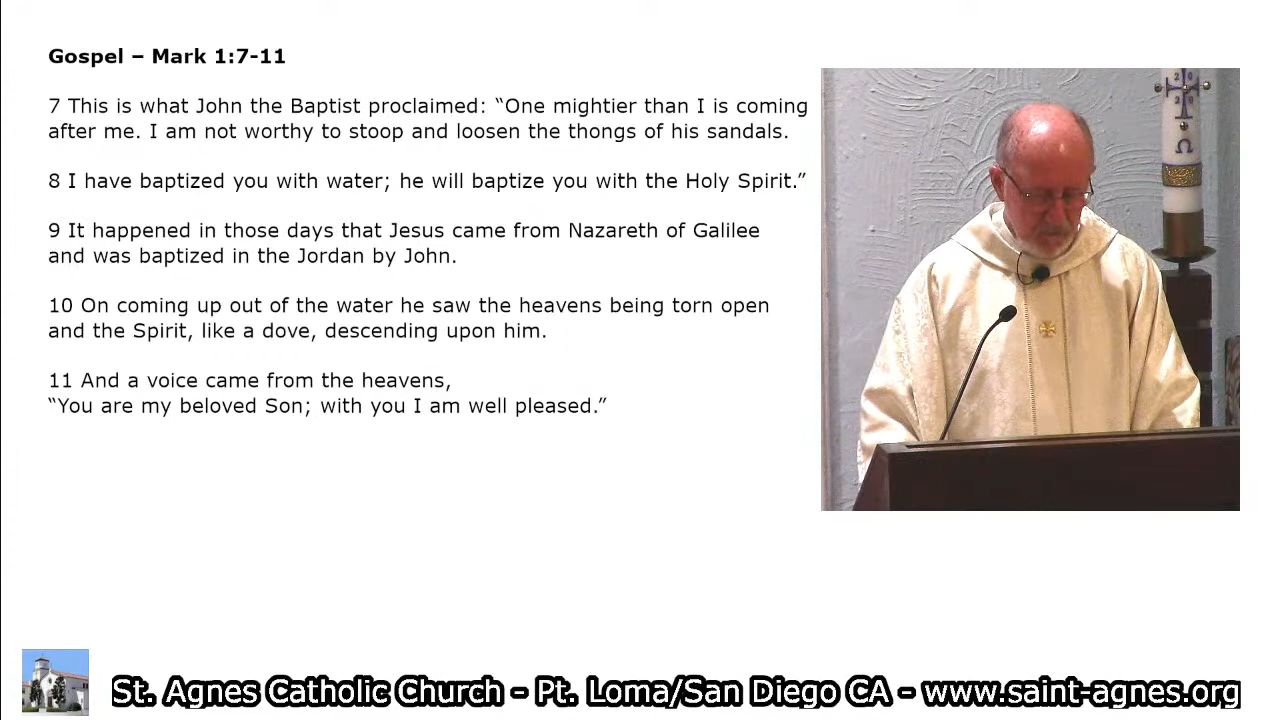 Gospel – Mark 1:7-11
7 This is what John the Baptist proclaimed: “One mightier than I is coming
after me. I am not worthy to stoop and loosen the thongs of his sandals.
8 I have baptized you with water; he will baptize you with the Holy Spirit.”
9 It happened in those days that Jesus came from Nazareth of Galilee
and was baptized in the Jordan by John.
10 On coming up out of the water he saw the heavens being torn open
and the Spirit, like a dove, descending upon him.
11 And a voice came from the heavens,
“You are my beloved Son; with you I am well pleased.”
2 0
2 0
Ω
St. Agnes Catholic Church - Pt. Loma/San Diego CA - www.saint-agnes.org